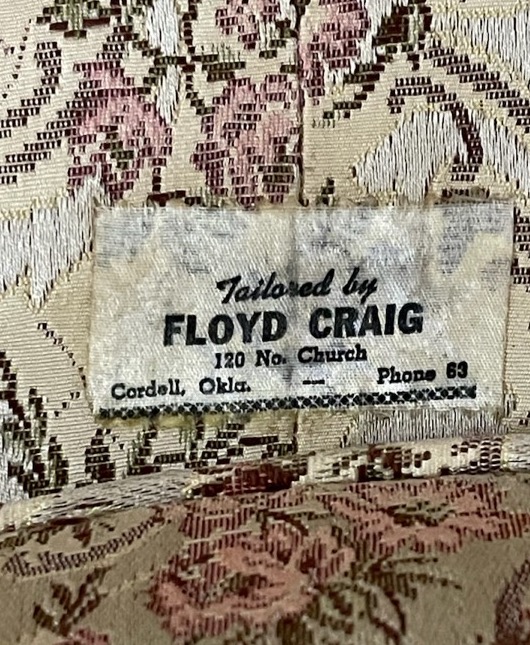 Tailored by
FLOYD CRAIG
120 No. Church
Cordell, Okla. — Phone 63